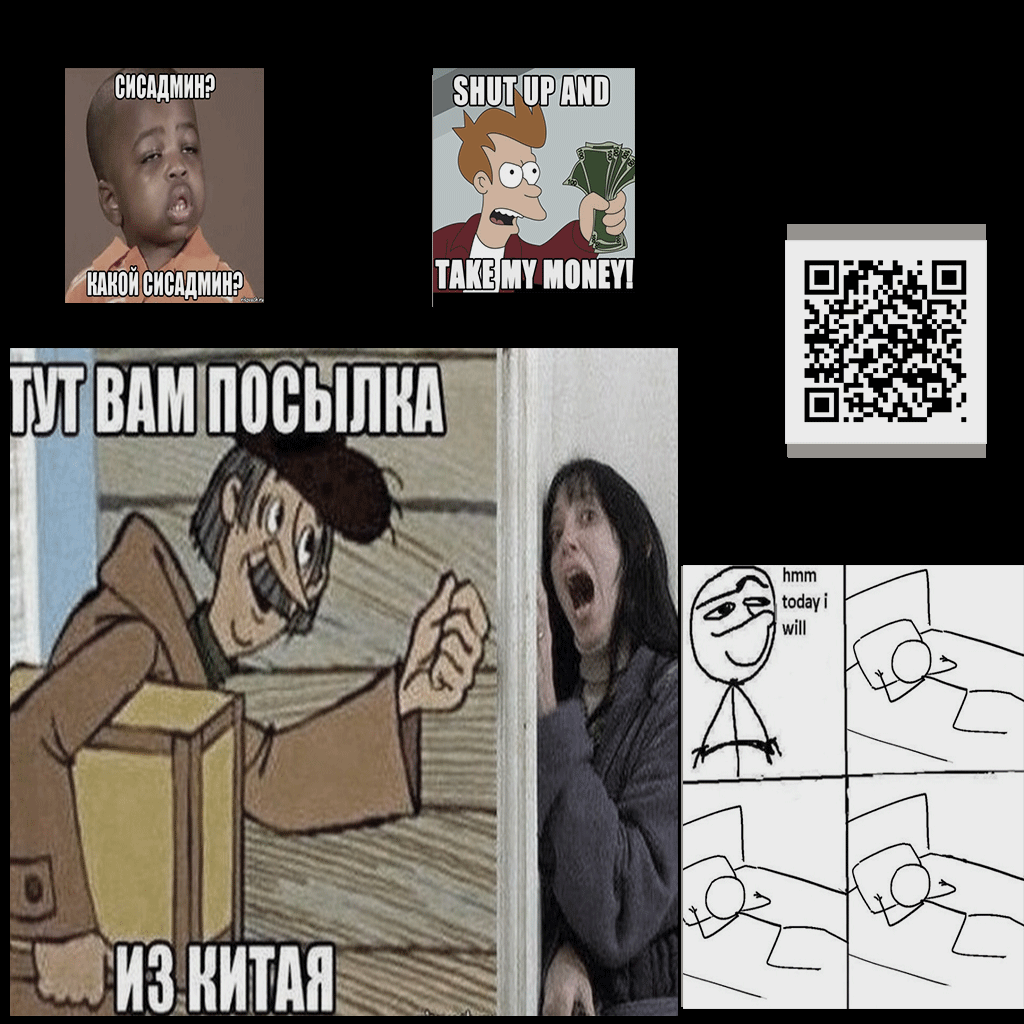 СИСАДМИН?
КАКОЙ СИСАДМИН?
SHUT UP AND
TAKE MY MONEY!
ТУТ ВАМ ПОСЫЛКА
ИЗ КИТАЯ
hmm
today i
will